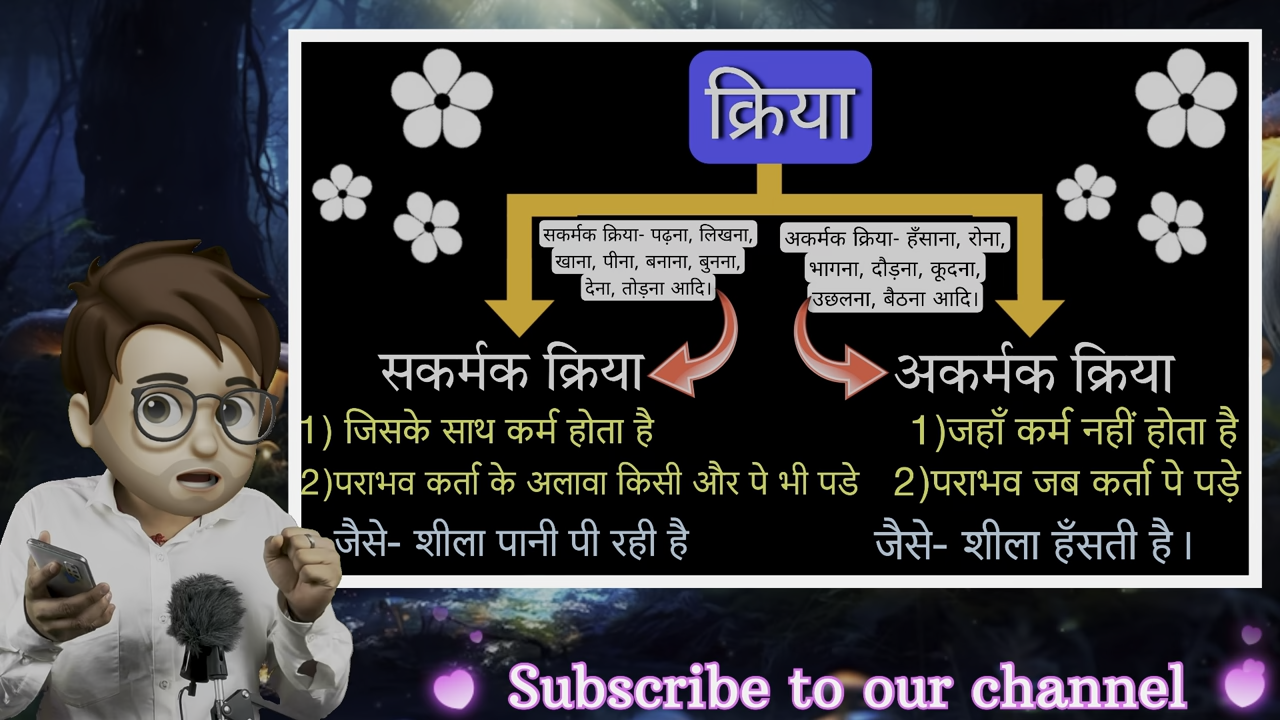 क्रिया
सकर्मक क्रिया- पढ़ना, लिखना,
खाना, पीना, बनाना, बुनना,
देना, तोड़ना आदि।
अकर्मक क्रिया- हँसाना, रोना,
भागना, दौड़ना, कूदना,
उछलना, बैठना आदि।
सकर्मक क्रिया
1) जिसके साथ कर्म होता है
2)पराभव कर्ता के अलावा किसी और पे भी पडे
जैसे- शीला पानी पी रही है
अकर्मक क्रिया
1)जहाँ कर्म नहीं होता है
2)पराभव जब कर्ता पे पड़े
जैसे- शीला हँसती है।
Subscribe to our channel